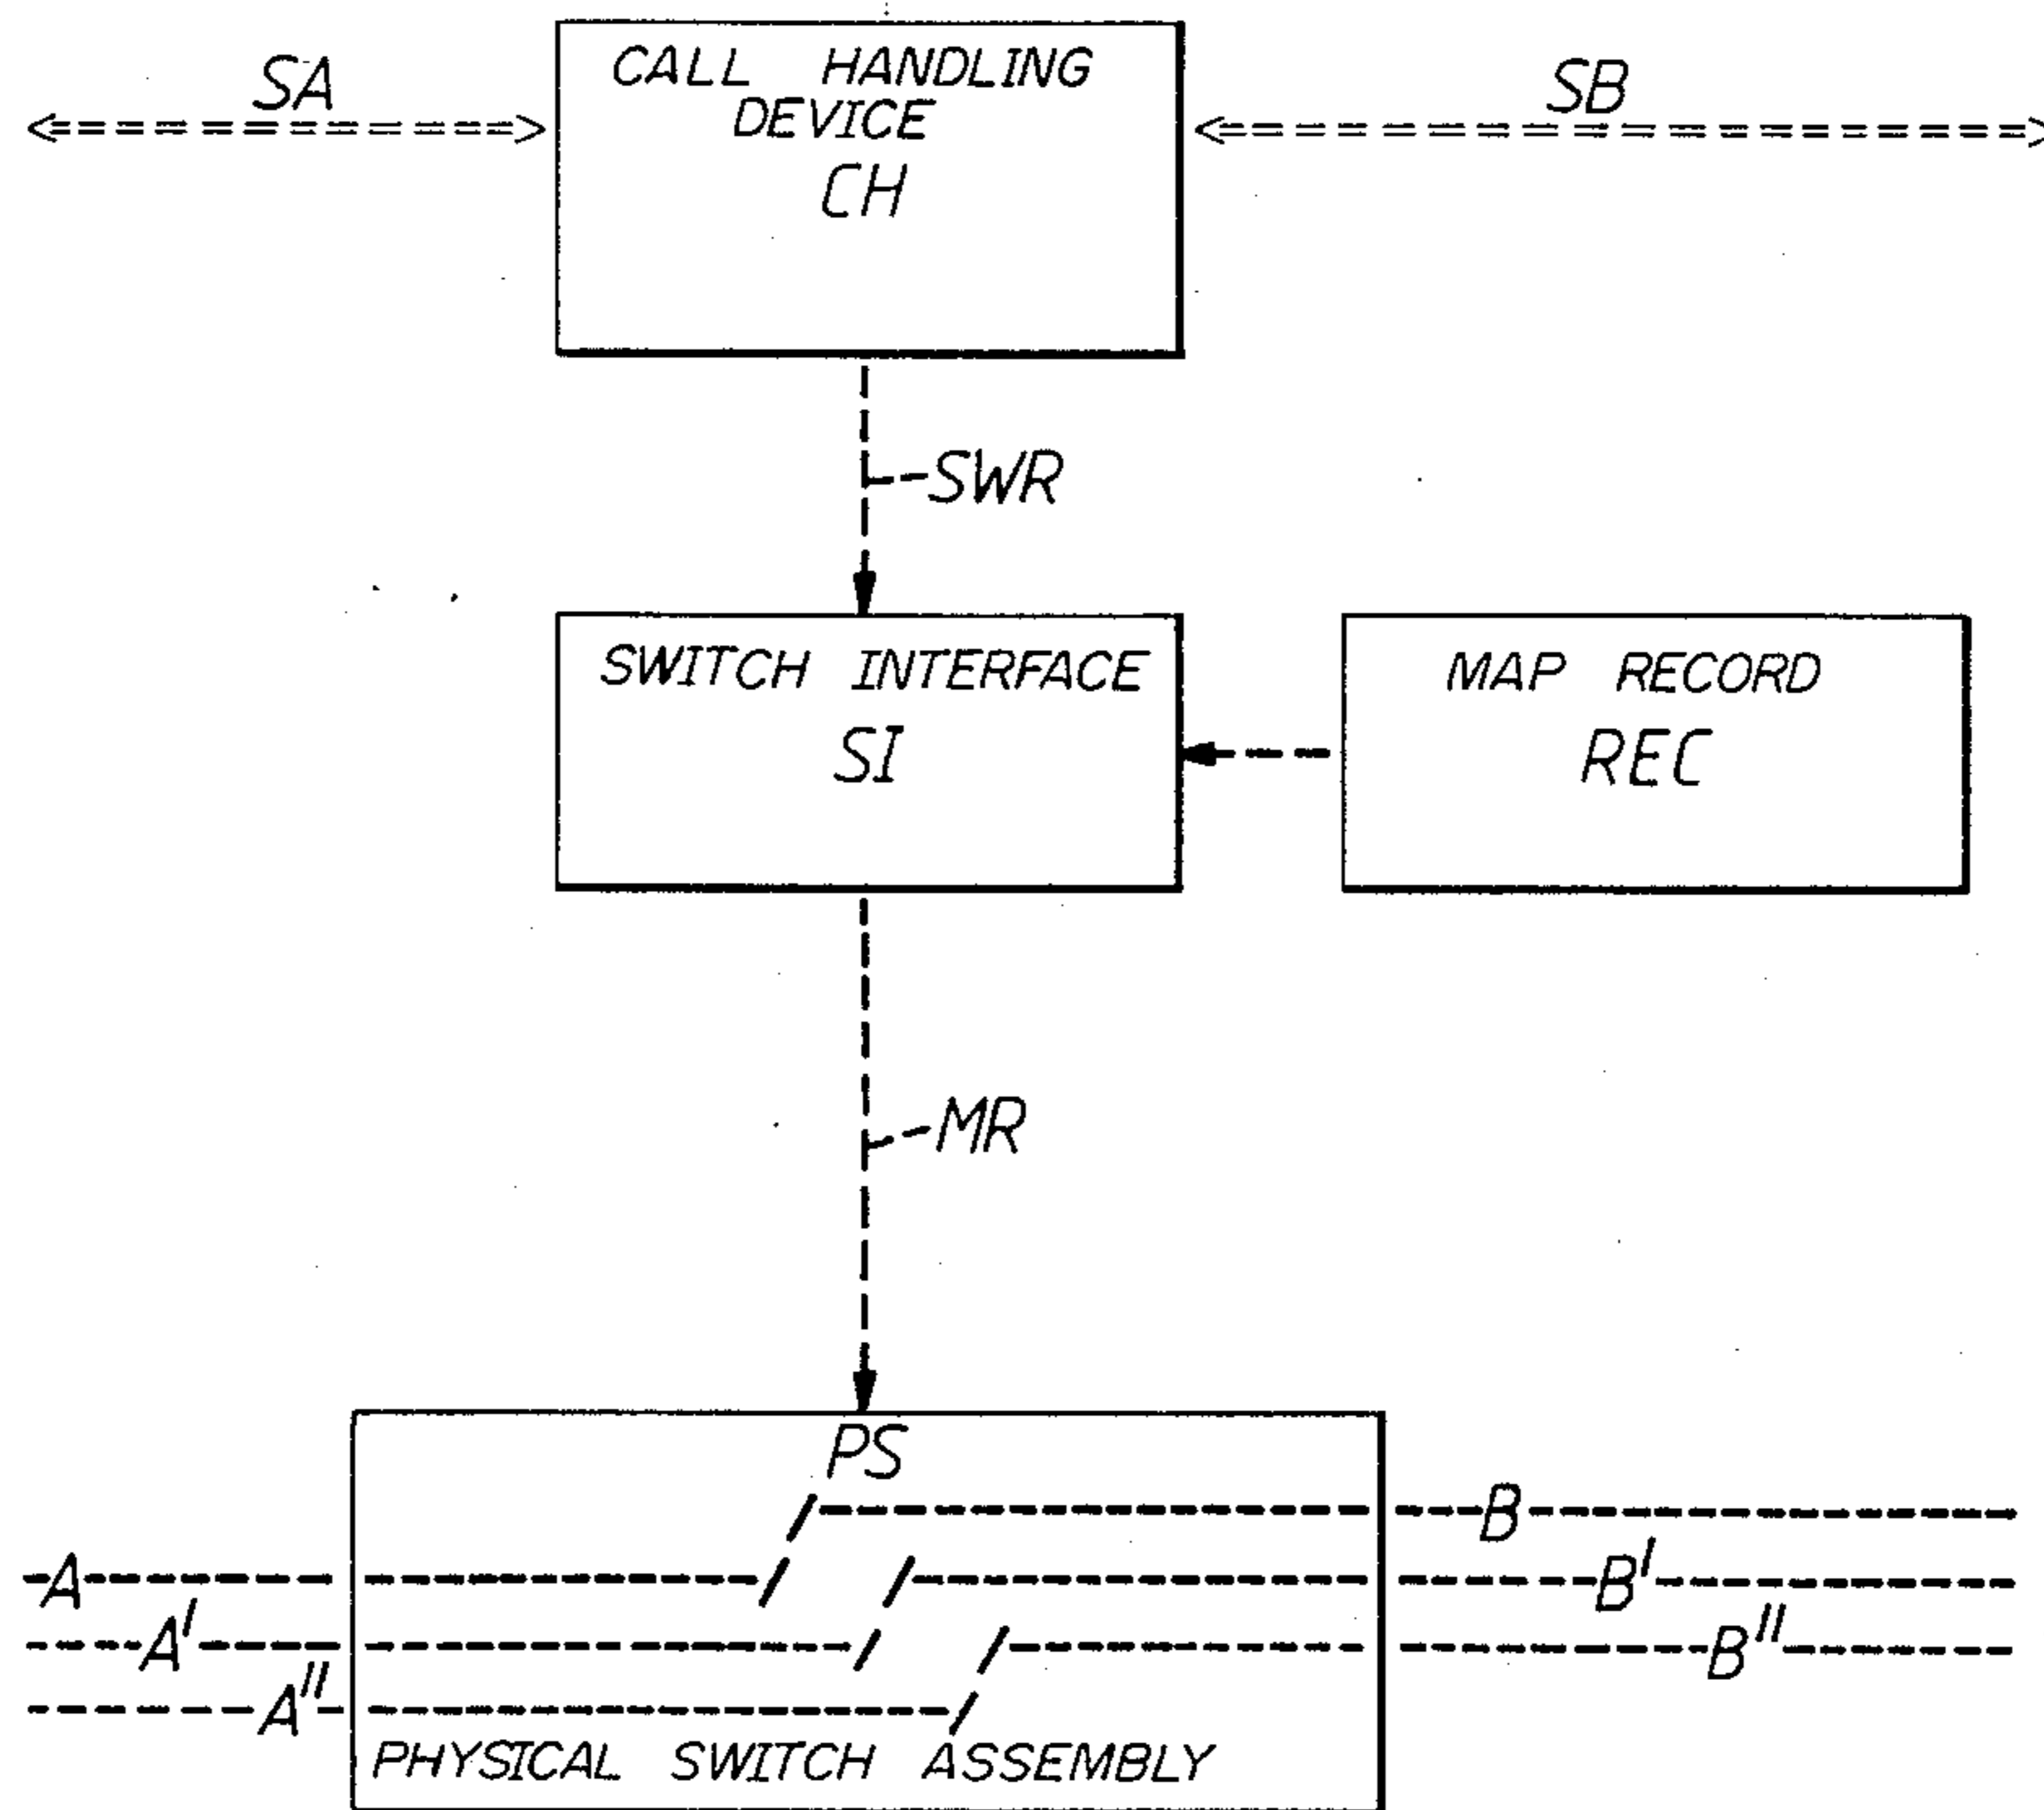 SA
CALL HANDLING
DEVICE
CH
SB
SWR
SWITCH INTERFACE
SI
MAP RECORD
REC
MR
PS
B
A
B'
A'
B"
A"
PHYSICAL SWITCH ASSEMBLY